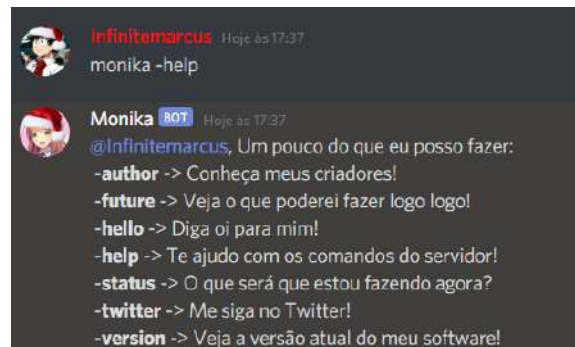 Infinitemarcus Hoje às 17:37
monika -help
Monika BOT Hoje às 17:37
@Infinitemarcus, Um pouco do que eu posso fazer:
-author -> Conheça meus criadores!
-future -> Veja o que poderei fazer logo logo!
-hello -> Diga oi para mim!
-help -> Te ajudo com os comandos do servidor!
-status -> O que será que estou fazendo agora?
-twitter -> Me siga no Twitter!
-version -> Veja a versão atual do meu software!